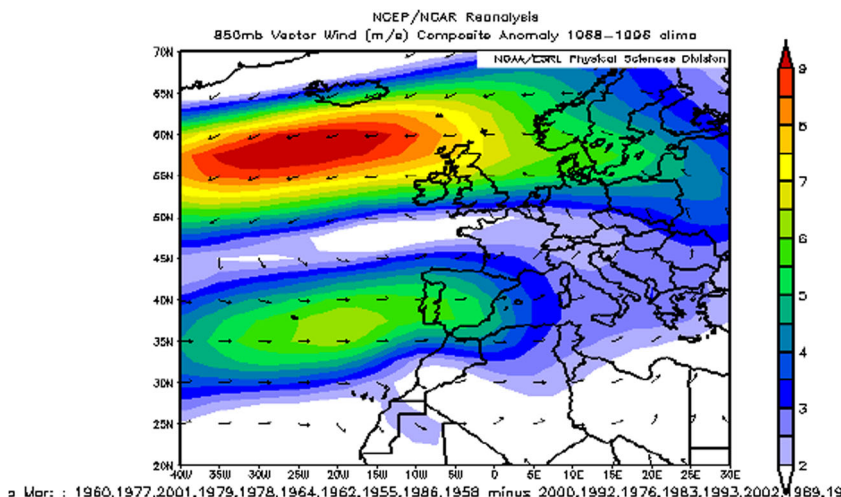 NCEP/NCAR Reanalysis
850mb Vector Wind (m/s) Composite Anomaly 1968-1996 clima
NOAA/ESRL Physical Sciences Division
70N
65N
60N
55N
50N
45N
40N
35N
30N
25N
20N
40W 35W 30W 25W 20W 15W 10W 5W 0 5E 10E 15E 20E 25E 30E
9
8
7
6
5
4
3
2
Mar: : 1960,1977,2001,1979,1978,1964,1962,1955,1986,1958 minus 2000,1992,1976,1983,1993,2002,1989,19